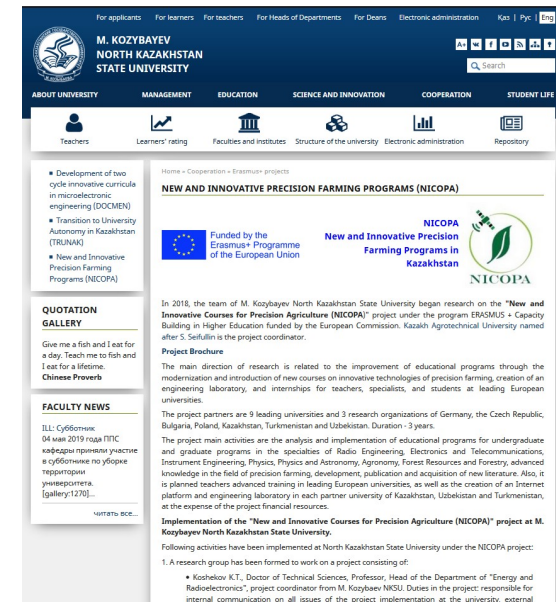 For applicants For learners For teachers For Heads of Departments For Deans Electronic administration Қаз | Рус | Eng
M. KOZYBAYEV
NORTH KAZAKHSTAN
STATE UNIVERSITY
A+
Search
ABOUT UNIVERSITY MANAGEMENT EDUCATION SCIENCE AND INNOVATION COOPERATION STUDENT LIFE
Teachers Learners' rating Faculties and institutes Structure of the university Electronic administration Repository
Development of two
cycle innovative curricula
in microelectronic
engineering (DOCMEN)
Transition to University
Autonomy in Kazakhstan
(TRUNAK)
New and Innovative
Precision Farming
Programs (NICOPA)
QUOTATION
GALLERY
Give me a fish and I eat for
a day. Teach me to fish and
I eat for a lifetime.
Chinese Proverb
FACULTY NEWS
ILL: Субботник
04 мая 2019 года ППС
кафедры приняли участие
в субботнике по уборке
территории
университета.
[gallery:1270]...
читать все...
Home » Cooperation » Erasmus+ projects
NEW AND INNOVATIVE PRECISION FARMING PROGRAMS (NICOPA)
Funded by the
Erasmus+ Programme
of the European Union
NICOPA
New and Innovative Precision
Farming Programs in
Kazakhstan
NICOPA
In 2018, the team of M. Kozybayev North Kazakhstan State University began research on the "New and
Innovative Courses for Precision Agriculture (NICOPA)" project under the program ERASMUS + Capacity
Building in Higher Education funded by the European Commission. Kazakh Agrotechnical University named
after S. Seifullin is the project coordinator.
Project Brochure
The main direction of research is related to the improvement of educational programs through the
modernization and introduction of new courses on innovative technologies of precision farming, creation of an
engineering laboratory, and internships for teachers, specialists, and students at leading European
universities.
The project partners are 9 leading universities and 3 research organizations of Germany, the Czech Republic,
Bulgaria, Poland, Kazakhstan, Turkmenistan and Uzbekistan. Duration - 3 years.
The project main activities are the analysis and implementation of educational programs for undergraduate
and graduate programs in the specialties of Radio Engineering, Electronics and Telecommunications,
Instrument Engineering, Physics, Physics and Astronomy, Agronomy, Forest Resources and Forestry, advanced
knowledge in the field of precision farming, development, publication and acquisition of new literature. Also, it
is planned teachers advanced training in leading European universities, as well as the creation of an Internet
platform and engineering laboratory in each partner university of Kazakhstan, Uzbekistan and Turkmenistan,
at the expense of the project financial resources.
Implementation of the "New and Innovative Courses for Precision Agriculture (NICOPA)" project at M.
Kozybayev North Kazakhstan State University.
Following activities have been implemented at North Kazakhstan State University under the NICOPA project:
1. A research group has been formed to work on a project consisting of:
Koshekov K.T., Doctor of Technical Sciences, Professor, Head of the Department of "Energy and
Radioelectronics", project coordinator from M. Kozybaev NKSU. Duties in the project: responsible for
internal communication on all issues of the project implementation at the university, external